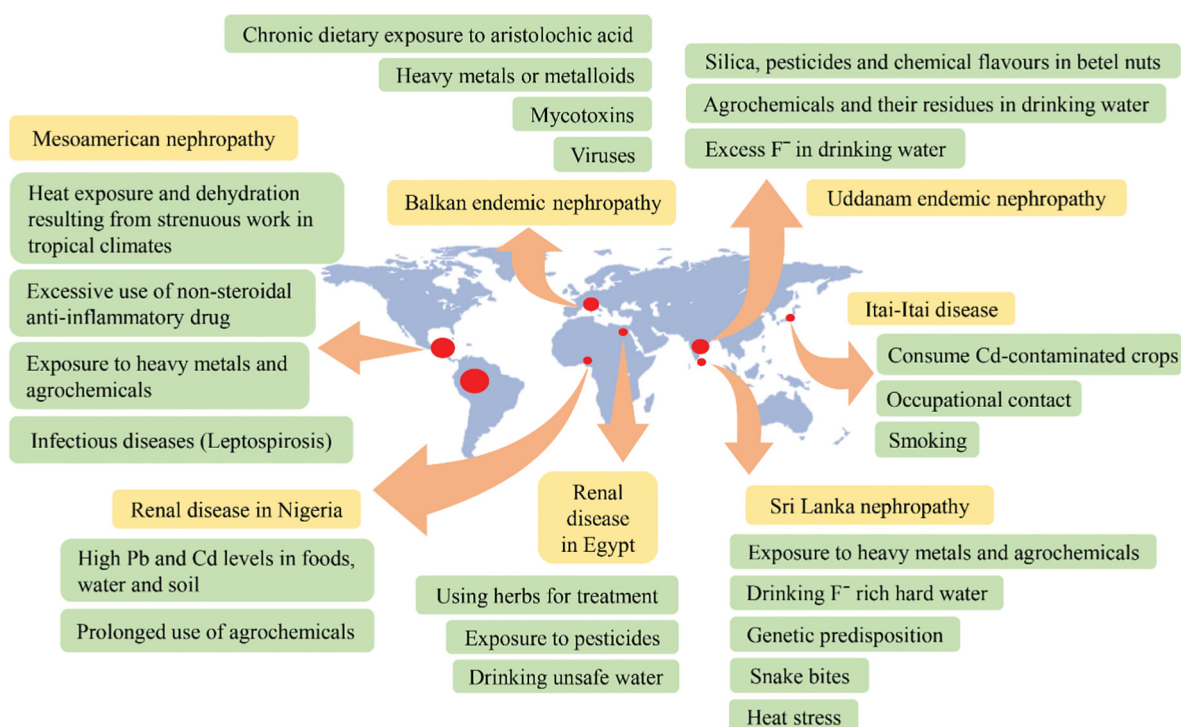 Mesoamerican nephropathy
Heat exposure and dehydration
resulting from strenuous work in
tropical climates
Excessive use of non-steroidal
anti-inflammatory drug
Exposure to heavy metals and
agrochemicals
Infectious diseases (Leptospirosis)
Chronic dietary exposure to aristolochic acid
Heavy metals or metalloids
Mycotoxins
Viruses
Balkan endemic nephropathy
Silica, pesticides and chemical flavours in betel nuts
Agrochemicals and their residues in drinking water
Excess F⁻ in drinking water
Uddanam endemic nephropathy
Itai-Itai disease
Consume Cd-contaminated crops
Occupational contact
Smoking
Renal disease in Nigeria
High Pb and Cd levels in foods,
water and soil
Prolonged use of agrochemicals
Renal
disease
in Egypt
Using herbs for treatment
Exposure to pesticides
Drinking unsafe water
Sri Lanka nephropathy
Exposure to heavy metals and agrochemicals
Drinking F⁻ rich hard water
Genetic predisposition
Snake bites
Heat stress